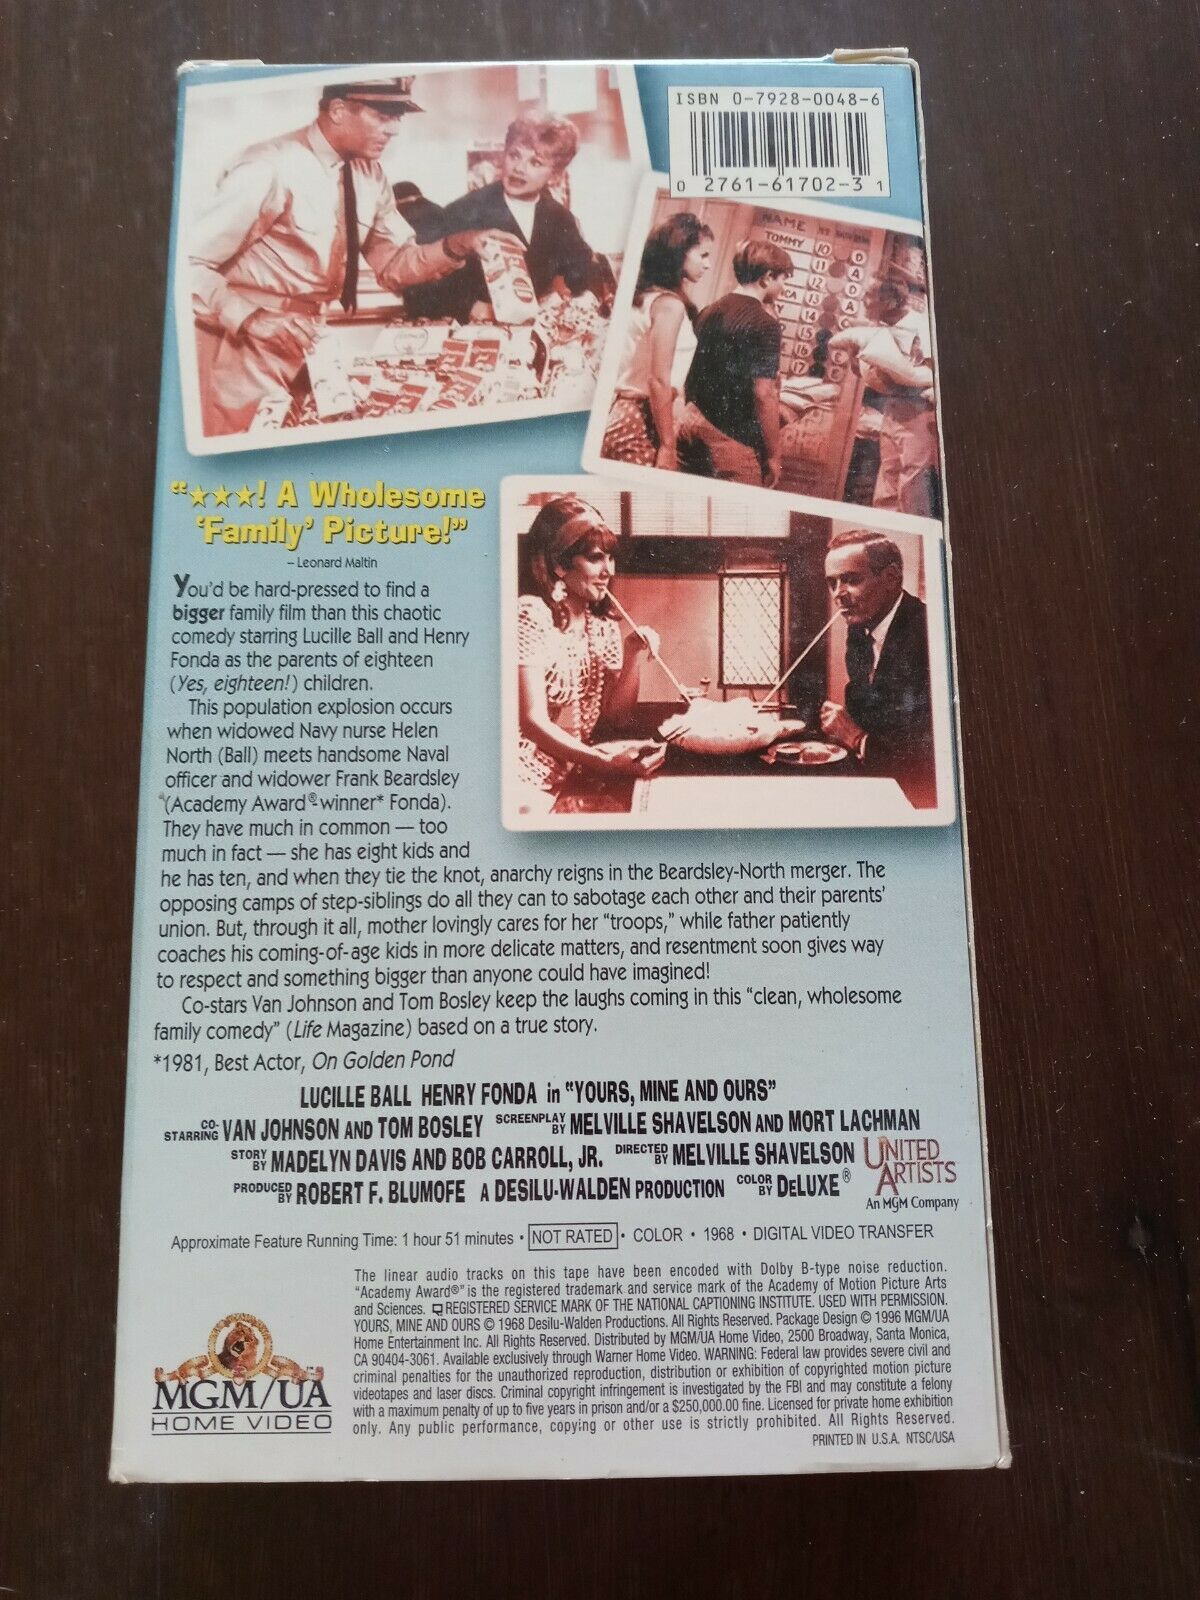 ISBN 0-7928-0048-6
0 2761-61702-3 1
NAME
TOMMY 10
11
12
13
14
15
16
17
D
A
D
A
"★★★! A Wholesome
'Family' Picture!"
– Leonard Maltin
You'd be hard-pressed to find a
bigger family film than this chaotic
comedy starring Lucille Ball and Henry
Fonda as the parents of eighteen
(Yes, eighteen!) children.
This population explosion occurs
when widowed Navy nurse Helen
North (Ball) meets handsome Naval
officer and widower Frank Beardsley
(Academy Award®-winner* Fonda).
They have much in common — too
much in fact — she has eight kids and
he has ten, and when they tie the knot, anarchy reigns in the Beardsley-North merger. The
opposing camps of step-siblings do all they can to sabotage each other and their parents'
union. But, through it all, mother lovingly cares for her "troops," while father patiently
coaches his coming-of-age kids in more delicate matters, and resentment soon gives way
to respect and something bigger than anyone could have imagined!
Co-stars Van Johnson and Tom Bosley keep the laughs coming in this "clean, wholesome
family comedy" (Life Magazine) based on a true story.
*1981, Best Actor, On Golden Pond
LUCILLE BALL HENRY FONDA in "YOURS, MINE AND OURS"
CO-STARRING VAN JOHNSON AND TOM BOSLEY SCREENPLAY BY MELVILLE SHAVELSON AND MORT LACHMAN
STORY BY MADELYN DAVIS AND BOB CARROLL, JR. DIRECTED BY MELVILLE SHAVELSON
PRODUCED BY ROBERT F. BLUMOFE A DESILU-WALDEN PRODUCTION COLOR BY DeLUXE®
UNITED
ARTISTS
An MGM Company
Approximate Feature Running Time: 1 hour 51 minutes • NOT RATED • COLOR • 1968 • DIGITAL VIDEO TRANSFER
The linear audio tracks on this tape have been encoded with Dolby B-type noise reduction.
"Academy Award®" is the registered trademark and service mark of the Academy of Motion Picture Arts
and Sciences. REGISTERED SERVICE MARK OF THE NATIONAL CAPTIONING INSTITUTE. USED WITH PERMISSION.
YOURS, MINE AND OURS © 1968 Desilu-Walden Productions. All Rights Reserved. Package Design © 1996 MGM/UA
Home Entertainment Inc. All Rights Reserved. Distributed by MGM/UA Home Video, 2500 Broadway, Santa Monica,
CA 90404-3061. Available exclusively through Warner Home Video. WARNING: Federal law provides severe civil and
criminal penalties for the unauthorized reproduction, distribution or exhibition of copyrighted motion picture
videotapes and laser discs. Criminal copyright infringement is investigated by the FBI and may constitute a felony
with a maximum penalty of up to five years in prison and/or a $250,000.00 fine. Licensed for private home exhibition
only. Any public performance, copying or other use is strictly prohibited. All Rights Reserved.
PRINTED IN U.S.A. NTSC/USA
MGM/UA
HOME VIDEO